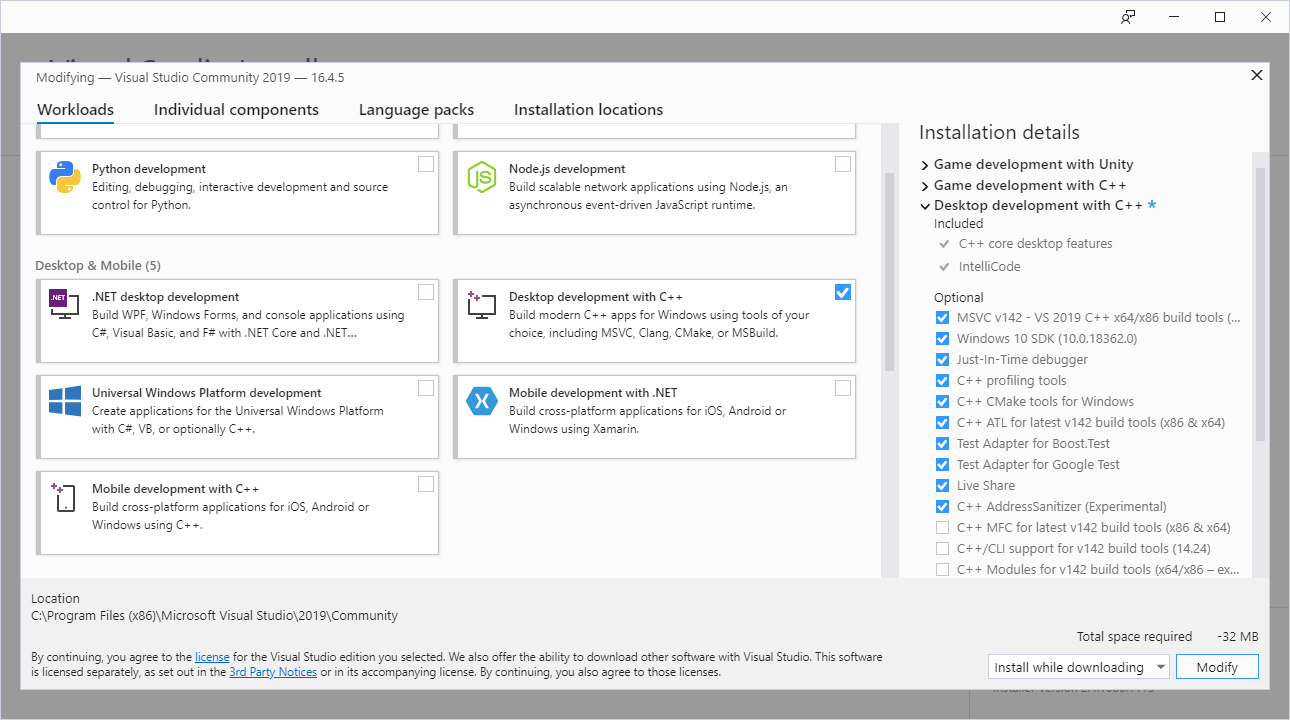 Modifying — Visual Studio Community 2019 — 16.4.5
Workloads
Individual components
Language packs
Installation locations
Python development
Editing, debugging, interactive development and source
control for Python.
Node.js development
Build scalable network applications using Node.js, an
asynchronous event-driven JavaScript runtime.
Desktop & Mobile (5)
.NET
.NET desktop development
Build WPF, Windows Forms, and console applications using
C#, Visual Basic, and F# with .NET Core and .NET...
Desktop development with C++
Build modern C++ apps for Windows using tools of your
choice, including MSVC, Clang, CMake, or MSBuild.
Universal Windows Platform development
Create applications for the Universal Windows Platform
with C#, VB, or optionally C++.
Mobile development with .NET
Build cross-platform applications for iOS, Android or
Windows using Xamarin.
Mobile development with C++
Build cross-platform applications for iOS, Android or
Windows using C++.
Installation details
Game development with Unity
Game development with C++
Desktop development with C++ *
Included
C++ core desktop features
IntelliCode
Optional
MSVC v142 - VS 2019 C++ x64/x86 build tools (...
Windows 10 SDK (10.0.18362.0)
Just-In-Time debugger
C++ profiling tools
C++ CMake tools for Windows
C++ ATL for latest v142 build tools (x86 & x64)
Test Adapter for Boost.Test
Test Adapter for Google Test
Live Share
C++ AddressSanitizer (Experimental)
C++ MFC for latest v142 build tools (x86 & x64)
C++/CLI support for v142 build tools (14.24)
C++ Modules for v142 build tools (x64/x86 – ex...
Location
C:\Program Files (x86)\Microsoft Visual Studio\2019\Community
Total space required -32 MB
By continuing, you agree to the license for the Visual Studio edition you selected. We also offer the ability to download other software with Visual Studio. This software
is licensed separately, as set out in the 3rd Party Notices or in its accompanying license. By continuing, you also agree to those licenses.
Install while downloading
Modify